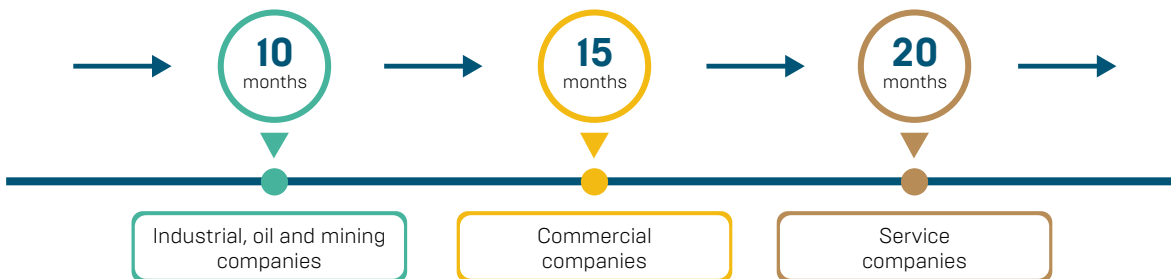 10
months
15
months
20
months
Industrial, oil and mining
companies
Commercial
companies
Service
companies